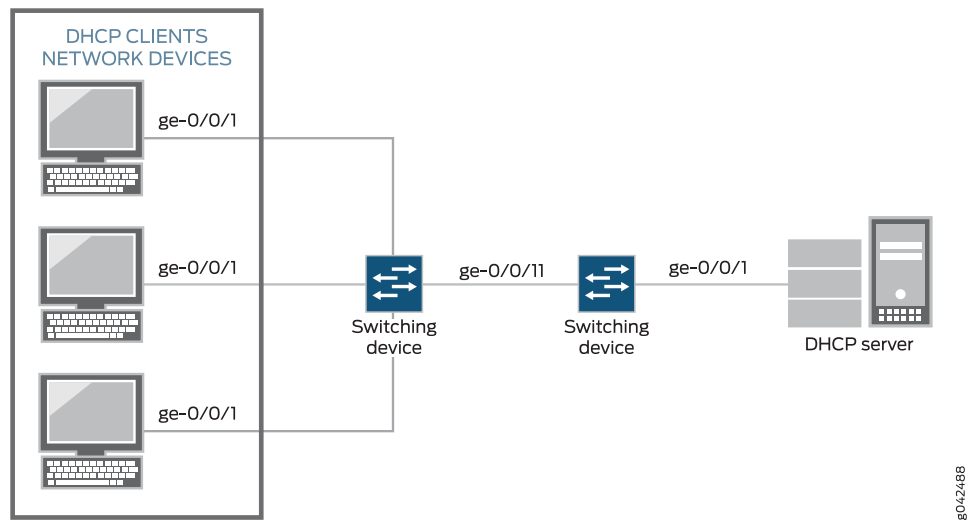 DHCP CLIENTS
NETWORK DEVICES
ge-0/0/1
ge-0/0/1
ge-0/0/11
ge-0/0/1
Switching
device
Switching
device
DHCP server
ge-0/0/1
g042488